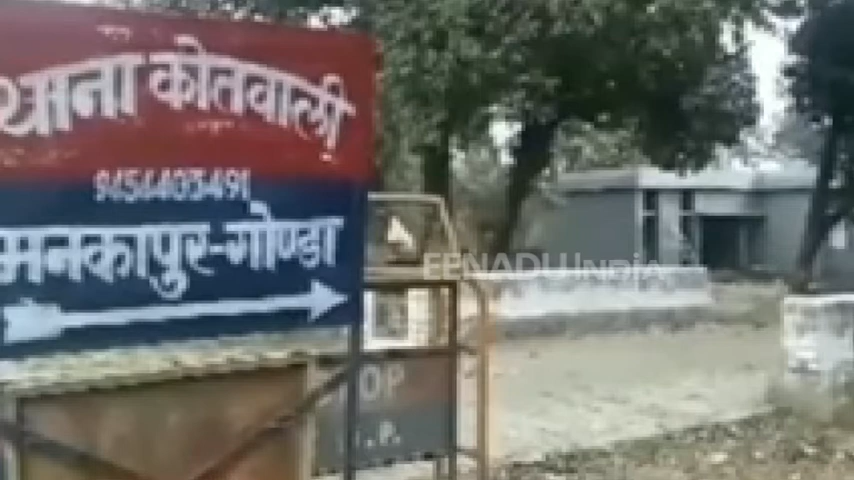 थाना कोतवाली
9454403491
मनकापुर-गोण्डा
EENADU INDIA
OP
.P.